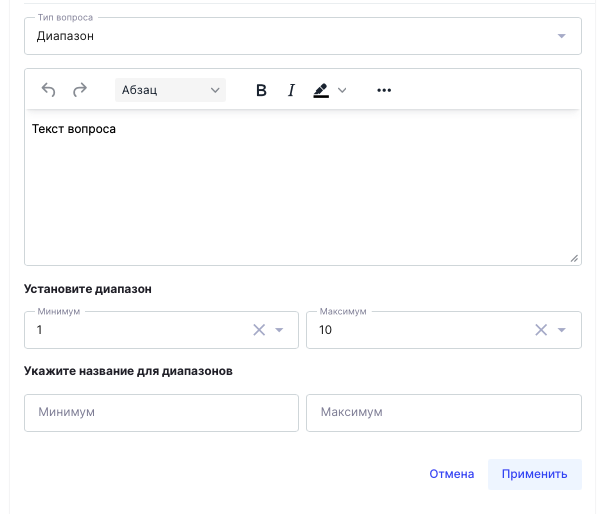 Тип вопроса
Диапазон
Абзац B I
Текст вопроса
Установите диапазон
Минимум Максимум
1 10
Укажите название для диапазонов
Минимум Максимум
Отмена Применить